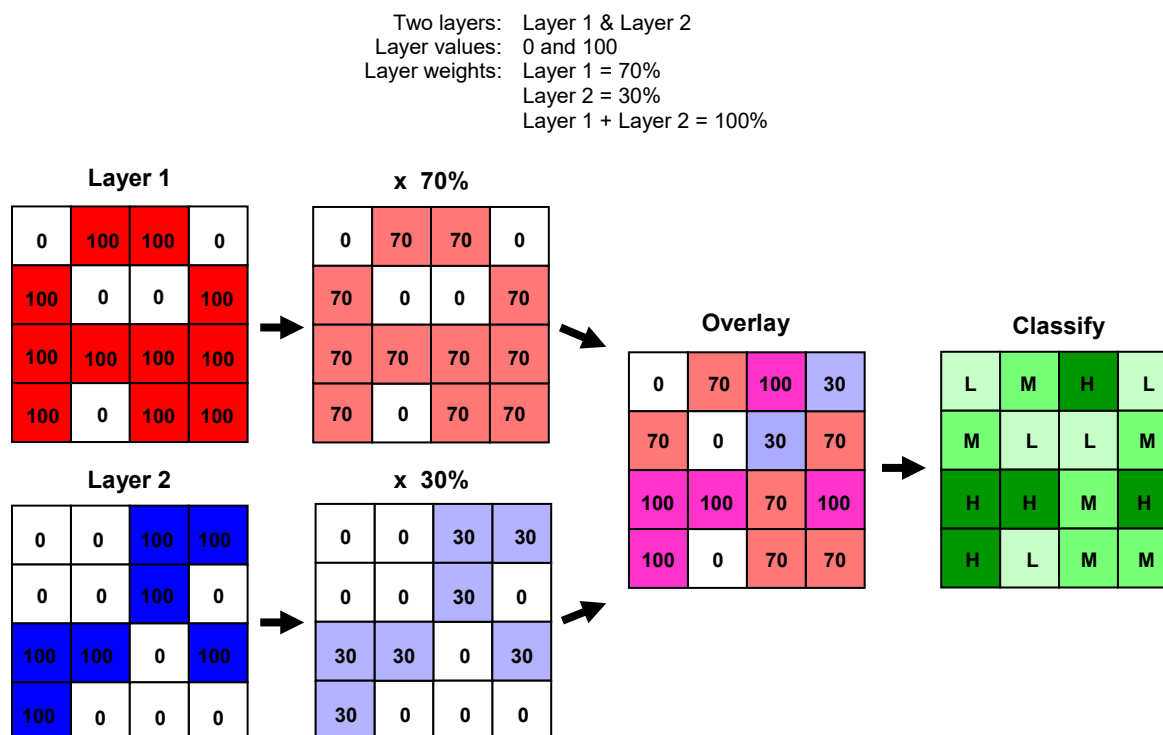 Two layers: Layer 1 & Layer 2
Layer values: 0 and 100
Layer weights: Layer 1 = 70%
Layer 2 = 30%
Layer 1 + Layer 2 = 100%
Layer 1
0 100 100 0
100 0 0 100
100 100 100 100
100 0 100 100
x 70%
0 70 70 0
70 0 0 70
70 70 70 70
70 0 70 70
Layer 2
0 0 100 100
0 0 100 0
100 100 0 100
100 0 0 0
x 30%
0 0 30 30
0 0 30 0
30 30 0 30
30 0 0 0
Overlay
0 70 100 30
70 0 30 70
100 100 70 100
100 0 70 70
Classify
L M H L
M L L M
H H M H
H L M M